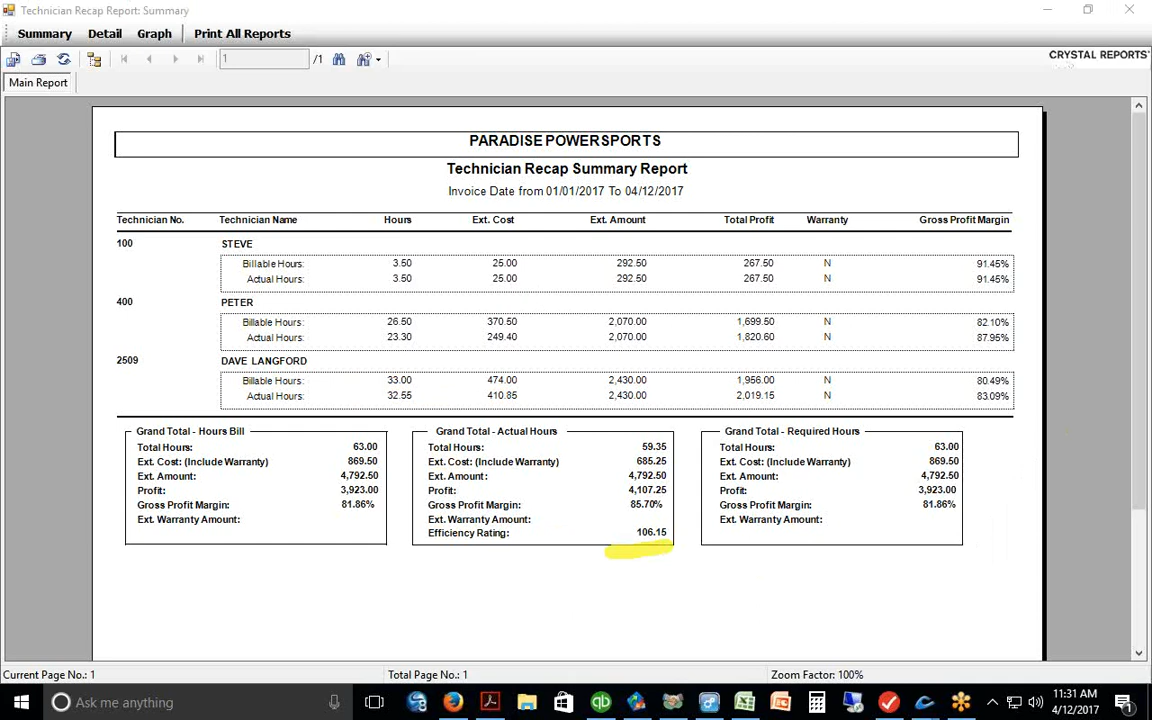 Technician Recap Report: Summary
Summary Detail Graph Print All Reports
1 /1 CRYSTAL REPORTS
Main Report
PARADISE POWERSPORTS
Technician Recap Summary Report
Invoice Date from 01/01/2017 To 04/12/2017
Technician No. Technician Name Hours Ext. Cost Ext. Amount Total Profit Warranty Gross Profit Margin
100 STEVE
Billable Hours: 3.50 25.00 292.50 267.50 N 91.45%
Actual Hours: 3.50 25.00 292.50 267.50 N 91.45%
400 PETER
Billable Hours: 26.50 370.50 2,070.00 1,699.50 N 82.10%
Actual Hours: 23.30 249.40 2,070.00 1,820.60 N 87.95%
2509 DAVE LANGFORD
Billable Hours: 33.00 474.00 2,430.00 1,956.00 N 80.49%
Actual Hours: 32.55 410.85 2,430.00 2,019.15 N 83.09%
Grand Total - Hours Bill
Total Hours: 63.00
Ext. Cost: (Include Warranty) 869.50
Ext. Amount: 4,792.50
Profit: 3,923.00
Gross Profit Margin: 81.86%
Ext. Warranty Amount:
Grand Total - Actual Hours
Total Hours: 59.35
Ext. Cost: (Include Warranty) 685.25
Ext. Amount: 4,792.50
Profit: 4,107.25
Gross Profit Margin: 85.70%
Ext. Warranty Amount:
Efficiency Rating: 106.15
Grand Total - Required Hours
Total Hours: 63.00
Ext. Cost: (Include Warranty) 869.50
Ext. Amount: 4,792.50
Profit: 3,923.00
Gross Profit Margin: 81.86%
Ext. Warranty Amount:
Current Page No.: 1 Total Page No.: 1 Zoom Factor: 100%
Ask me anything
11:31 AM
4/12/2017
1